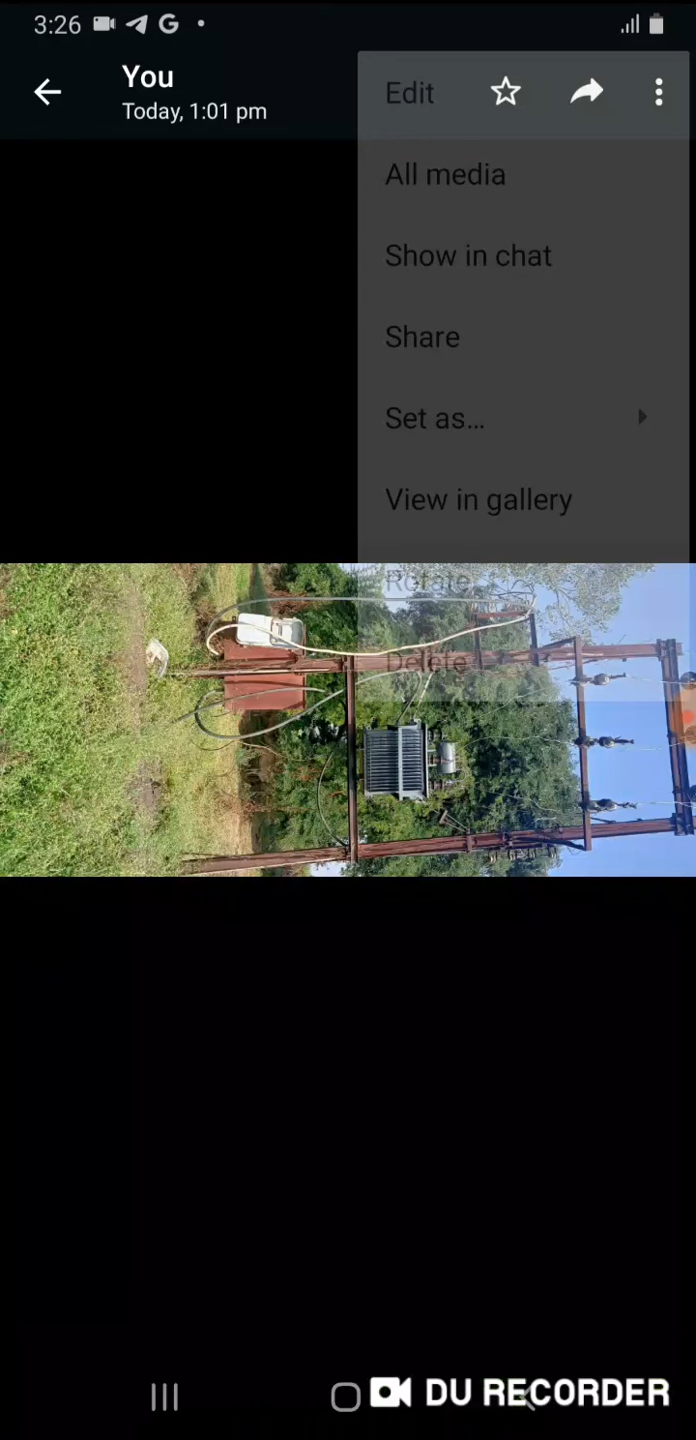 3:26
You
Today, 1:01 pm
Edit
All media
Show in chat
Share
Set as...
View in gallery
Rotate
Delete
DU RECORDER